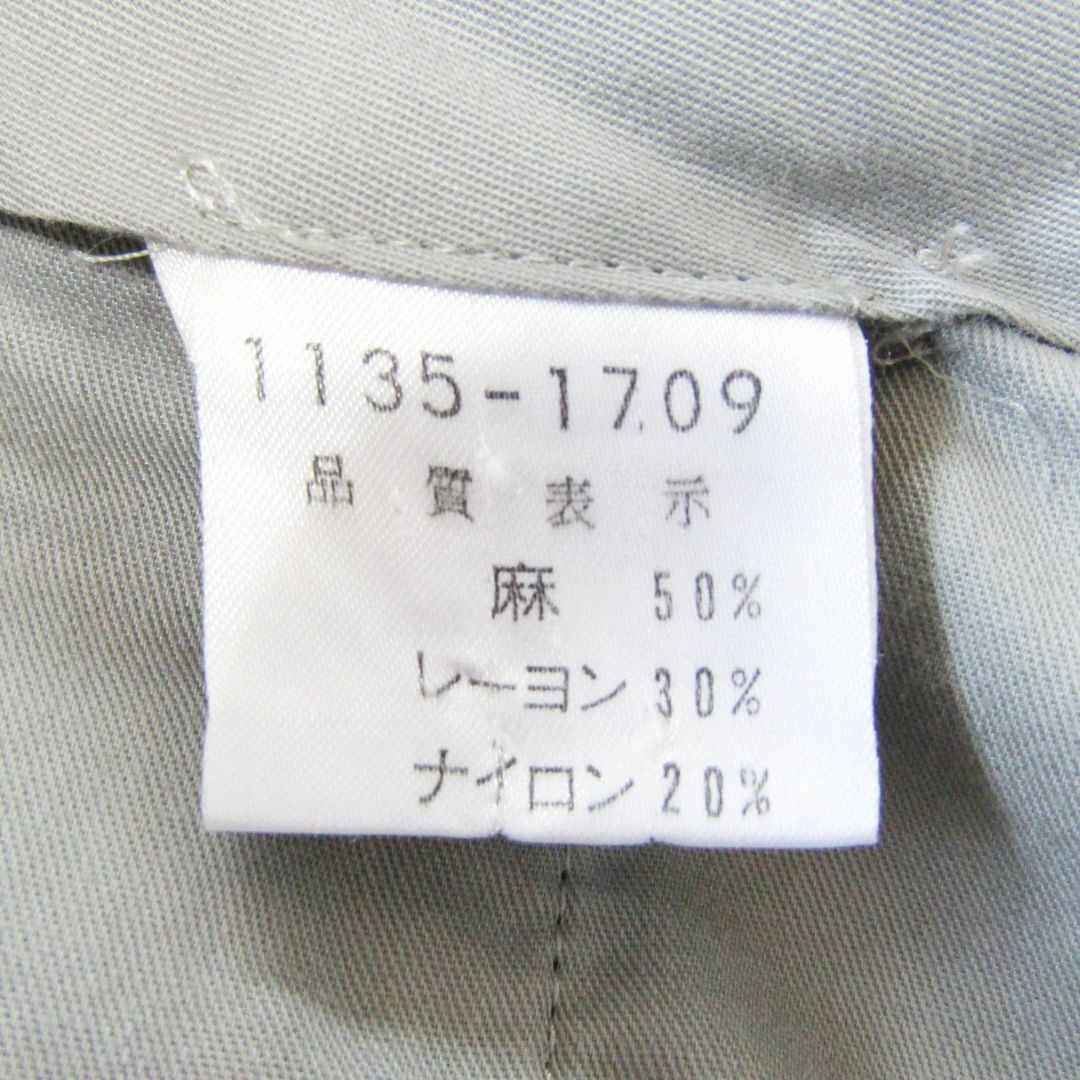 1135-1709
品質表示
麻 50%
レーヨン 30%
ナイロン 20%